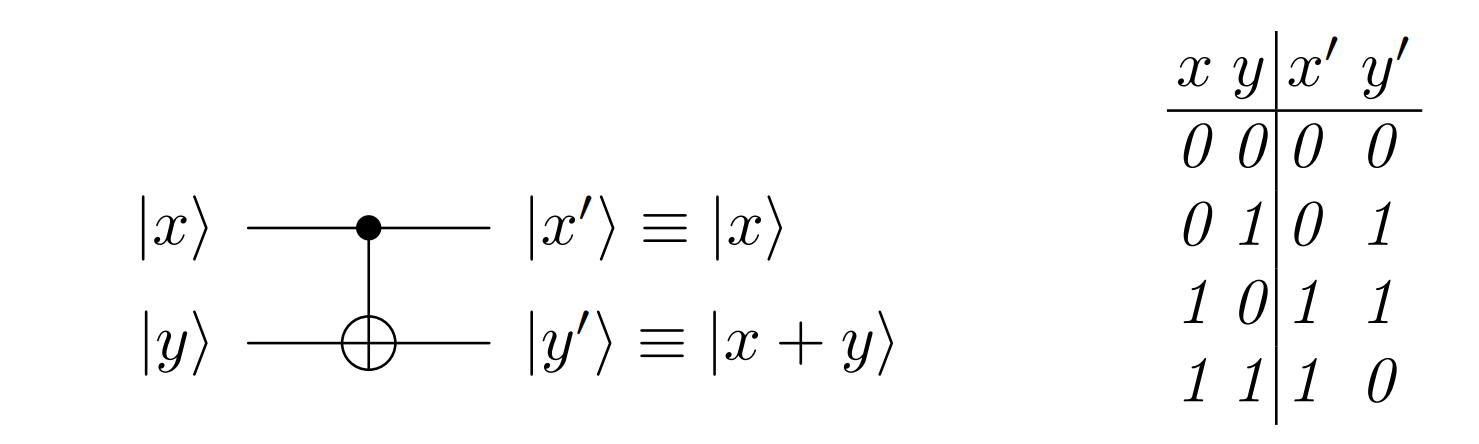 |x⟩ |x′⟩ ≡ |x⟩
|y⟩ |y′⟩ ≡ |x + y⟩
x y x′ y′
0 0 0 0
0 1 0 1
1 0 1 1
1 1 1 0